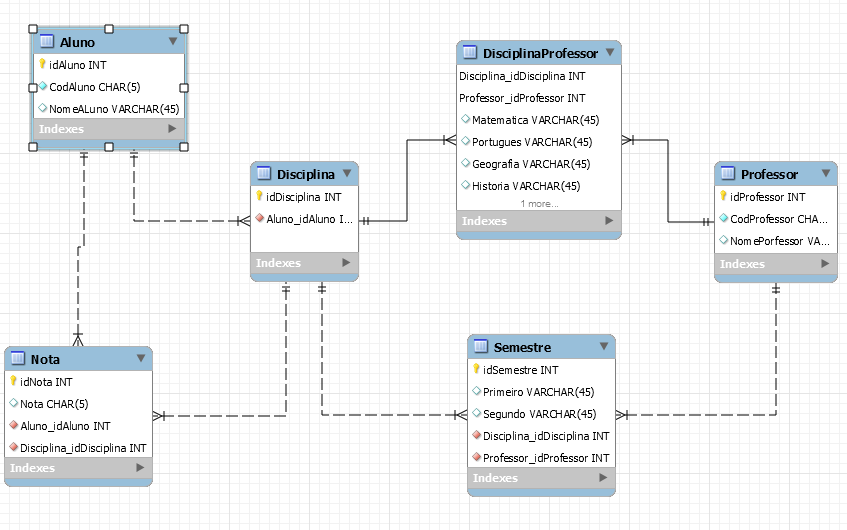 Aluno
idAluno INT
CodAluno CHAR(5)
NomeALuno VARCHAR(45)
Indexes
DisciplinaProfessor
Disciplina_idDisciplina INT
Professor_idProfessor INT
Matematica VARCHAR(45)
Portugues VARCHAR(45)
Geografia VARCHAR(45)
Historia VARCHAR(45)
1 more...
Indexes
Disciplina
idDisciplina INT
Aluno_idAluno I...
Indexes
Professor
idProfessor INT
CodProfessor CHA...
NomePorfessor VA...
Indexes
Nota
idNota INT
Nota CHAR(5)
Aluno_idAluno INT
Disciplina_idDisciplina INT
Indexes
Semestre
idSemestre INT
Primeiro VARCHAR(45)
Segundo VARCHAR(45)
Disciplina_idDisciplina INT
Professor_idProfessor INT
Indexes